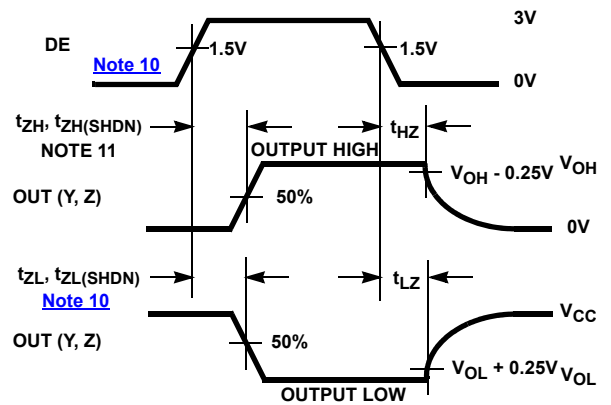 3V
DE
Note 10
1.5V
1.5V
0V
tZH, tZH(SHDN)
NOTE 11
tHZ
OUTPUT HIGH
VOH - 0.25V
VOH
OUT (Y, Z)
50%
0V
tZL, tZL(SHDN)
Note 10
tLZ
VCC
OUT (Y, Z)
50%
VOL + 0.25V
VOL
OUTPUT LOW